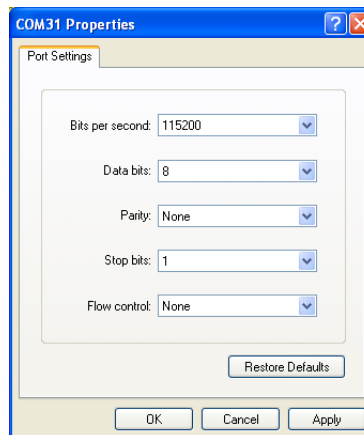 COM31 Properties
Port Settings
Bits per second: 115200
Data bits: 8
Parity: None
Stop bits: 1
Flow control: None
Restore Defaults
OK Cancel Apply